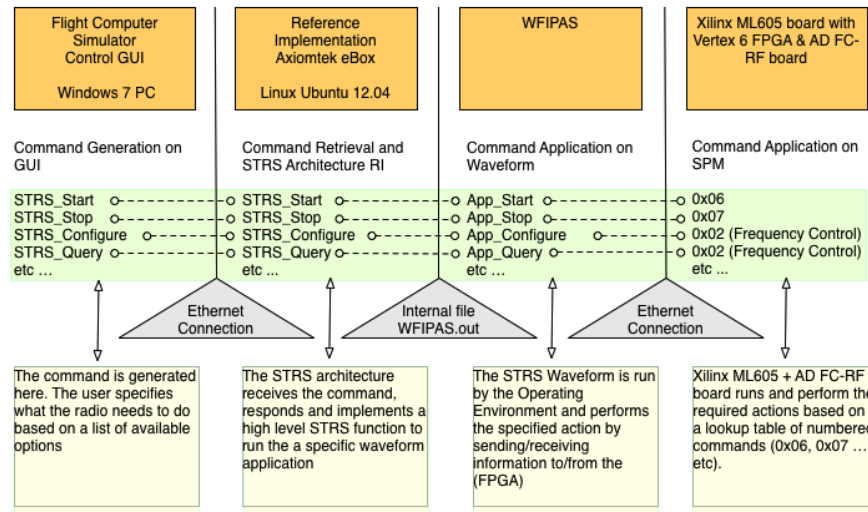 Flight Computer
Simulator
Control GUI
Windows 7 PC
Reference
Implementation
Axiomtek eBox
Linux Ubuntu 12.04
WFIPAS
Xilinx ML605 board with
Vertex 6 FPGA & AD FC-
RF board
Command Generation on
GUI
Command Retrieval and
STRS Architecture RI
Command Application on
Waveform
Command Application on
SPM
STRS_Start
STRS_Stop
STRS_Configure
STRS_Query
etc ...
STRS_Start
STRS_Stop
STRS_Configure
STRS_Query
etc ...
App_Start
App_Stop
App_Configure
App_Query
etc ...
0x06
0x07
0x02 (Frequency Control)
0x02 (Frequency Control)
etc ...
Ethernet
Connection
Internal file
WFIPAS.out
Ethernet
Connection
The command is generated
here. The user specifies
what the radio needs to do
based on a list of available
options
The STRS architecture
receives the command,
responds and implements a
high level STRS function to
run the a specific waveform
application
The STRS Waveform is run
by the Operating
Environment and performs
the specified action by
sending/receiving
information to/from the
(FPGA)
Xilinx ML605 + AD FC-RF
board runs and perform the
required actions based on
a lookup table of numbered
commands (0x06, 0x07 ...
etc).